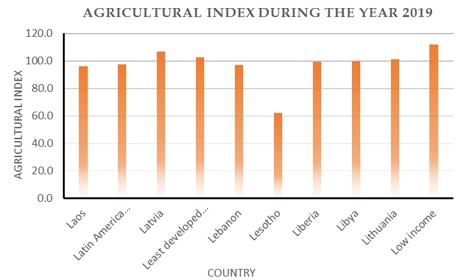 AGRICULTURAL INDEX DURING THE YEAR 2019
120.0
100.0
80.0
60.0
40.0
20.0
0.0
AGRICULTURAL INDEX
Laos
Latin America...
Latvia
Least developed...
Lebanon
Lesotho
Liberia
Libya
Lithuania
Low income
COUNTRY